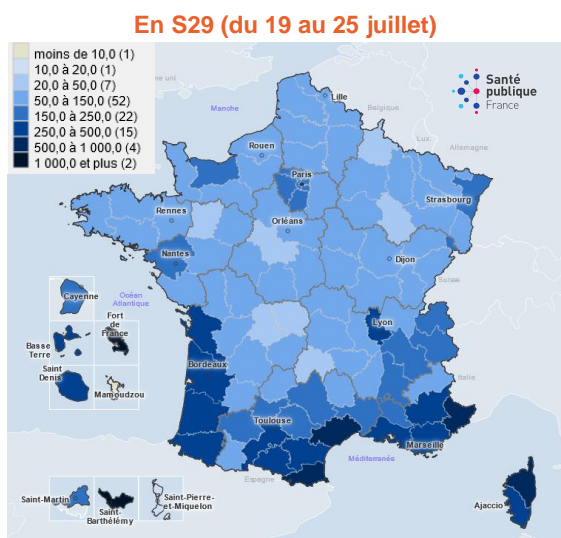 En S29 (du 19 au 25 juillet)
moins de 10,0 (1)
10,0 à 20,0 (1)
20,0 à 50,0 (7)
50,0 à 150,0 (52)
150,0 à 250,0 (22)
250,0 à 500,0 (15)
500,0 à 1 000,0 (4)
1 000,0 et plus (2)
Santé
publique
France
Manche
Lille
Belgique
Lux.
Allemagne
Rouen
Paris
Strasbourg
Rennes
Orléans
Nantes
Dijon
Suisse
Cayenne
Océan
Atlantique
Fort
de
France
Basse
Terre
Lyon
Saint
Denis
Mamoudzou
Bordeaux
Italie
Toulouse
Marseille
Méditerranée
Espagne
Saint-Martin
Saint-
Barthélémy
Saint-Pierre
-et-Miquelon
Ajaccio